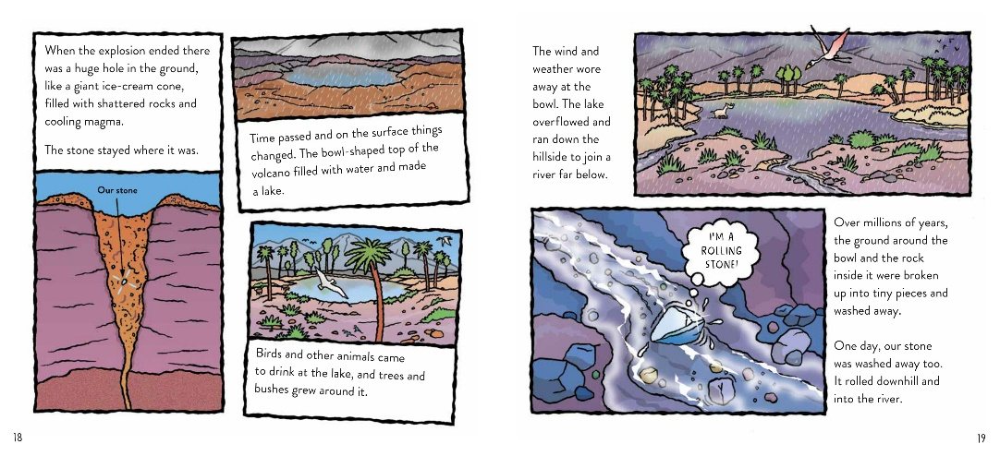 When the explosion ended there
was a huge hole in the ground,
like a giant ice-cream cone,
filled with shattered rocks and
cooling magma.
The stone stayed where it was.
Our stone
Time passed and on the surface things
changed. The bowl-shaped top of the
volcano filled with water and made
a lake.
Birds and other animals came
to drink at the lake, and trees and
bushes grew around it.
18
The wind and
weather wore
away at the
bowl. The lake
overflowed and
ran down the
hillside to join a
river far below.
I'M A
ROLLING
STONE!
Over millions of years,
the ground around the
bowl and the rock
inside it were broken
up into tiny pieces and
washed away.
One day, our stone
was washed away too.
It rolled downhill and
into the river.
19